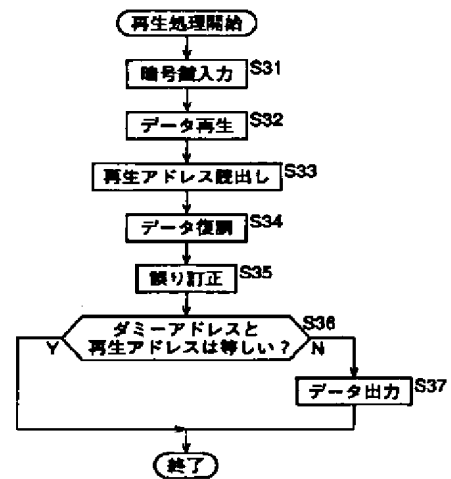 再生処理開始
暗号鍵入力 S31
データ再生 S32
再生アドレス読出し S33
データ復調 S34
誤り訂正 S35
ダミーアドレスと
再生アドレスは等しい？ S36
Y N
データ出力 S37
終了